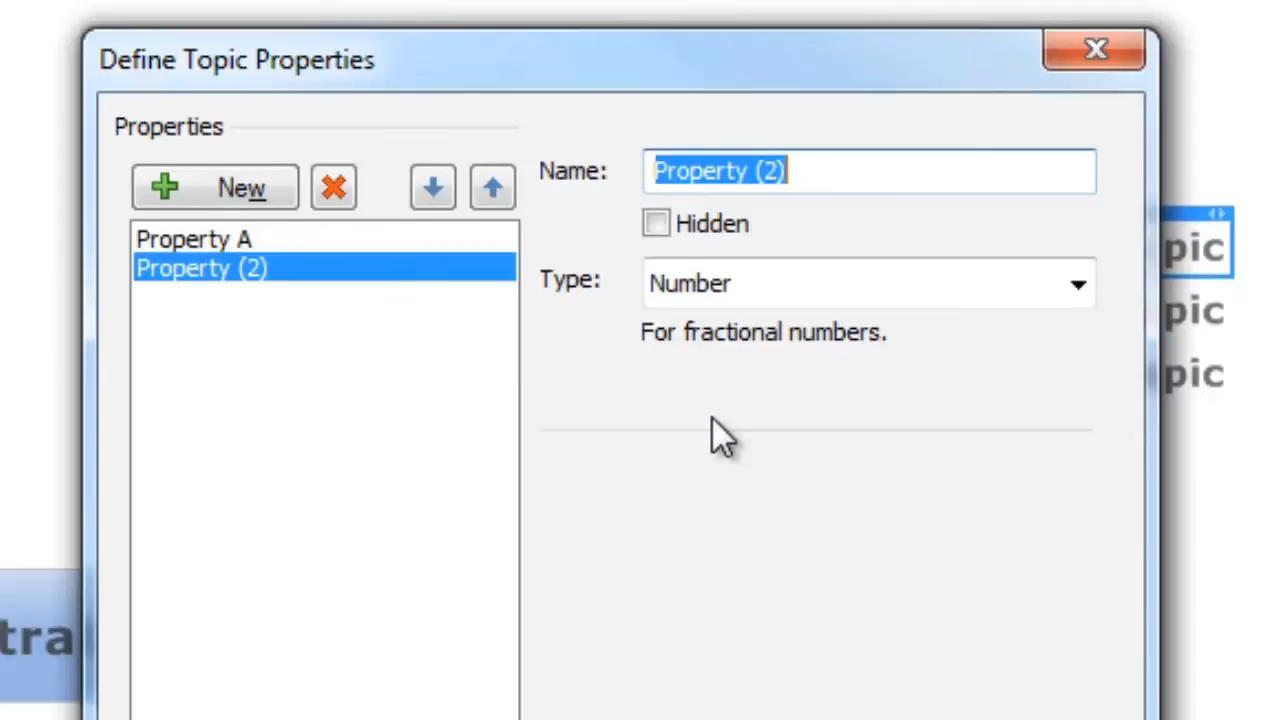 Define Topic Properties
Properties
New
Property A
Property (2)
Name: Property (2)
Hidden
Type: Number
For fractional numbers.
pic
pic
pic
tra